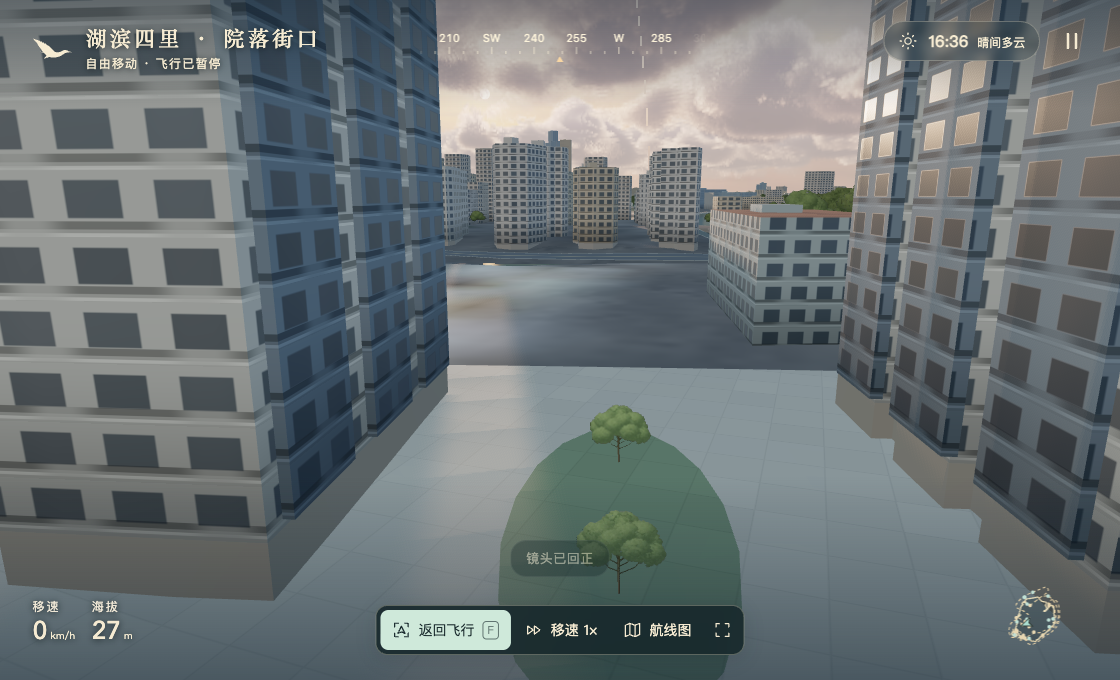 湖滨四里 · 院落街口
自由移动 · 飞行已暂停
210 SW 240 255 W 285
16:36 晴间多云
镜头已回正
移速 海拔
0 km/h 27 m
返回飞行 F 移速 1× 航线图